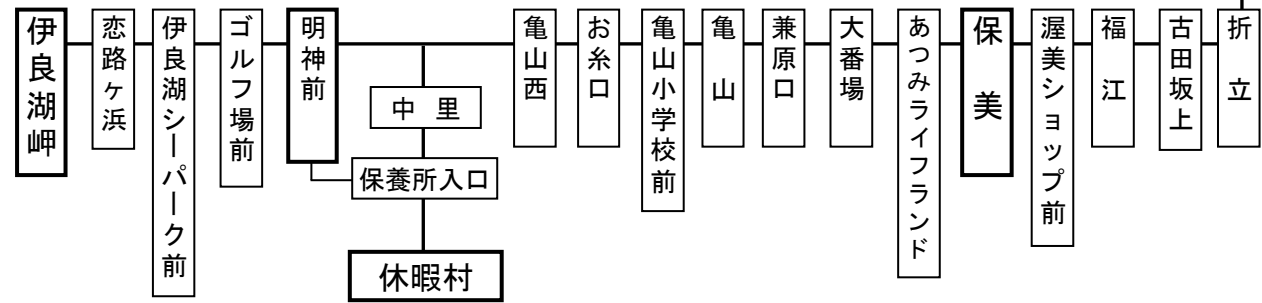 伊良湖岬
恋路ヶ浜
伊良湖シーパーク前
ゴルフ場前
明神前
中里
保養所入口
休暇村
亀山西
お糸口
亀山小学校前
亀山
兼原口
大番場
あつみライフランド
保美
渥美ショップ前
福江
古田坂上
折立